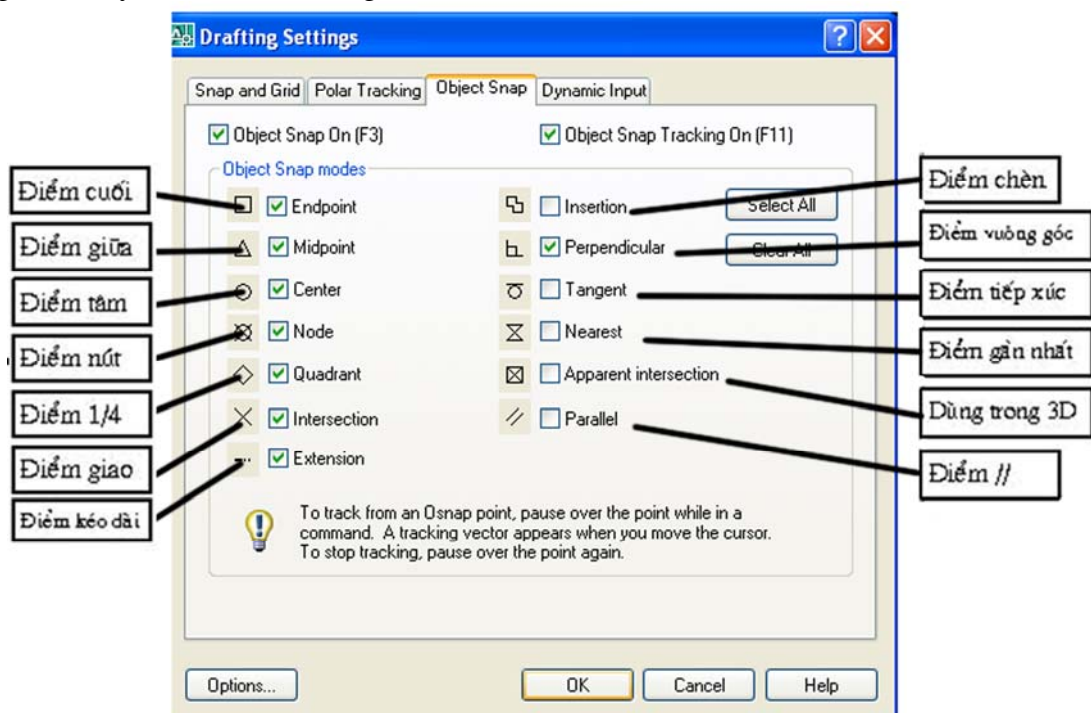 Drafting Settings
Snap and Grid Polar Tracking Object Snap Dynamic Input
Object Snap On (F3) Object Snap Tracking On (F11)
Object Snap modes
Điểm cuối Endpoint Insertion Select All Điểm chèn
Điểm giữa Midpoint Perpendicular Clear All Điểm vuông góc
Điểm tâm Center Tangent Điểm tiếp xúc
Điểm nút Node Nearest Điểm gần nhất
Điểm 1/4 Quadrant Apparent intersection Dùng trong 3D
Điểm giao Intersection Parallel Điểm //
Điểm kéo dài Extension
To track from an Osnap point, pause over the point while in a
command. A tracking vector appears when you move the cursor.
To stop tracking, pause over the point again.
Options... OK Cancel Help